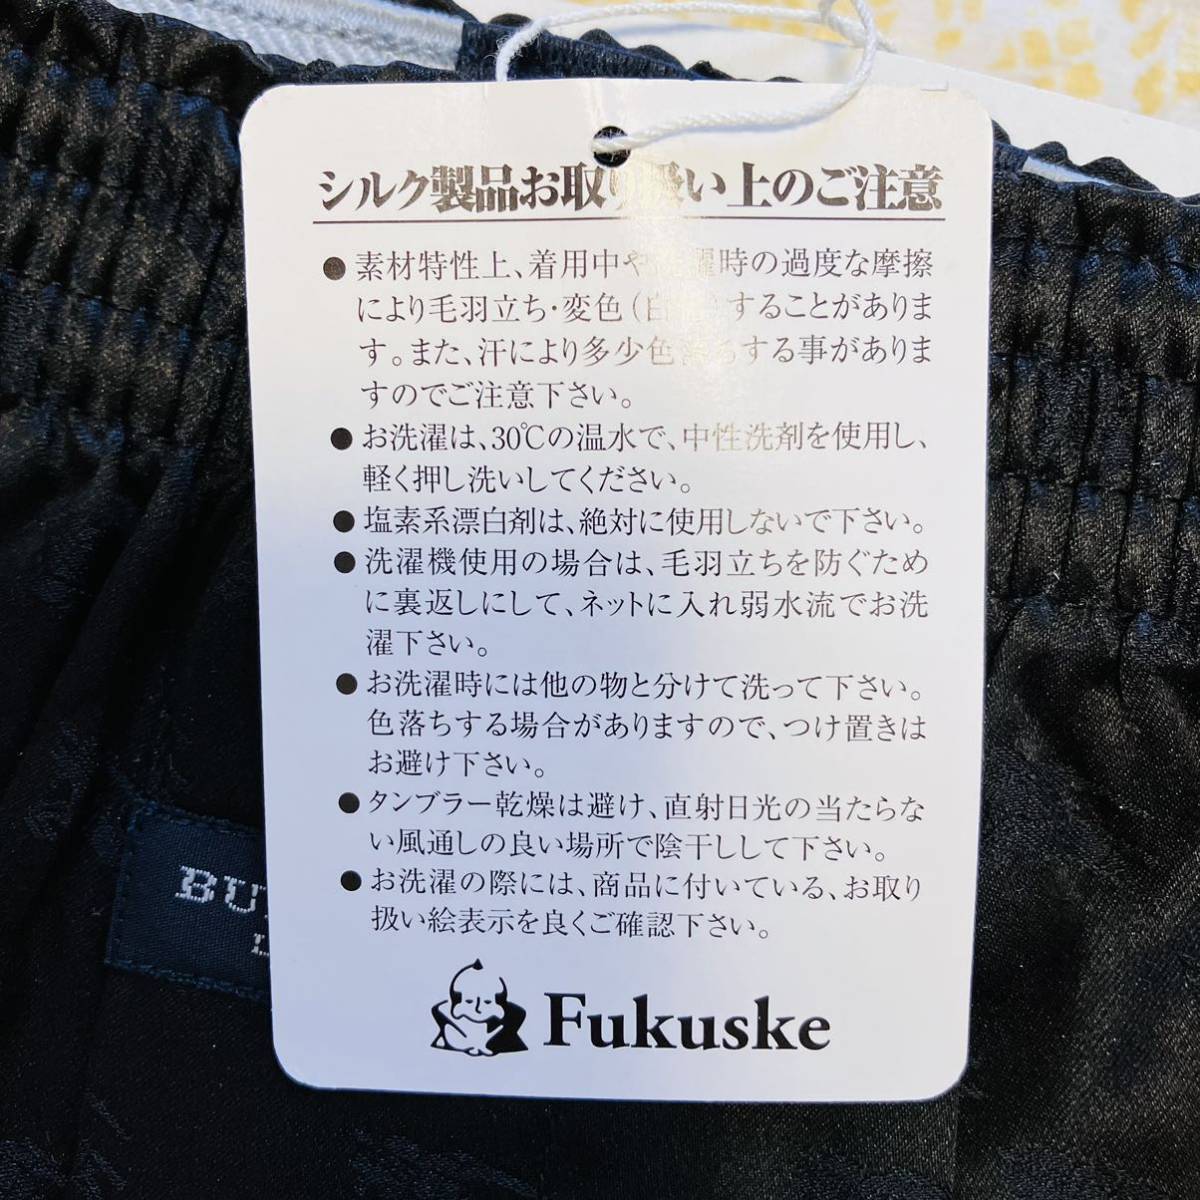 シルク製品お取り扱い上のご注意
● 素材特性上、着用中や洗濯時の過度な摩擦
により毛羽立ち・変色（白化）することがありま
す。また、汗により多少色落ちする事がありま
すのでご注意下さい。
● お洗濯は、30℃の温水で、中性洗剤を使用し、
軽く押し洗いしてください。
● 塩素系漂白剤は、絶対に使用しないで下さい。
● 洗濯機使用の場合は、毛羽立ちを防ぐため
に裏返しにして、ネットに入れ弱水流でお洗
濯下さい。
● お洗濯時には他の物と分けて洗って下さい。
色落ちする場合がありますので、つけ置きは
お避け下さい。
● タンブラー乾燥は避け、直射日光の当たらな
い風通しの良い場所で陰干しして下さい。
● お洗濯の際には、商品に付いている、お取り
扱い絵表示を良くご確認下さい。
Fukuske